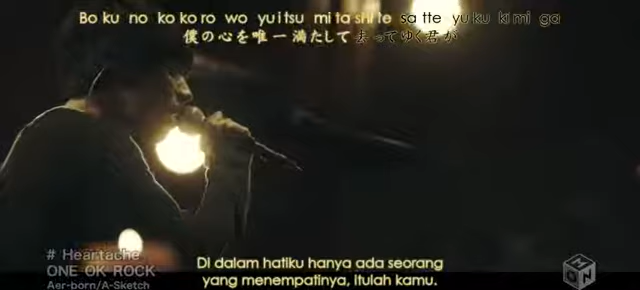 Bo ku no ko ko ro wo yu i tsu mi ta shi te sa tte yu ku ki mi ga
僕の心を唯一満たして去ってゆく君が
# Heartache
ONE OK ROCK
Aer-born/A-Sketch
Di dalam hatiku hanya ada seorang
yang menempatinya, itulah kamu.
MON